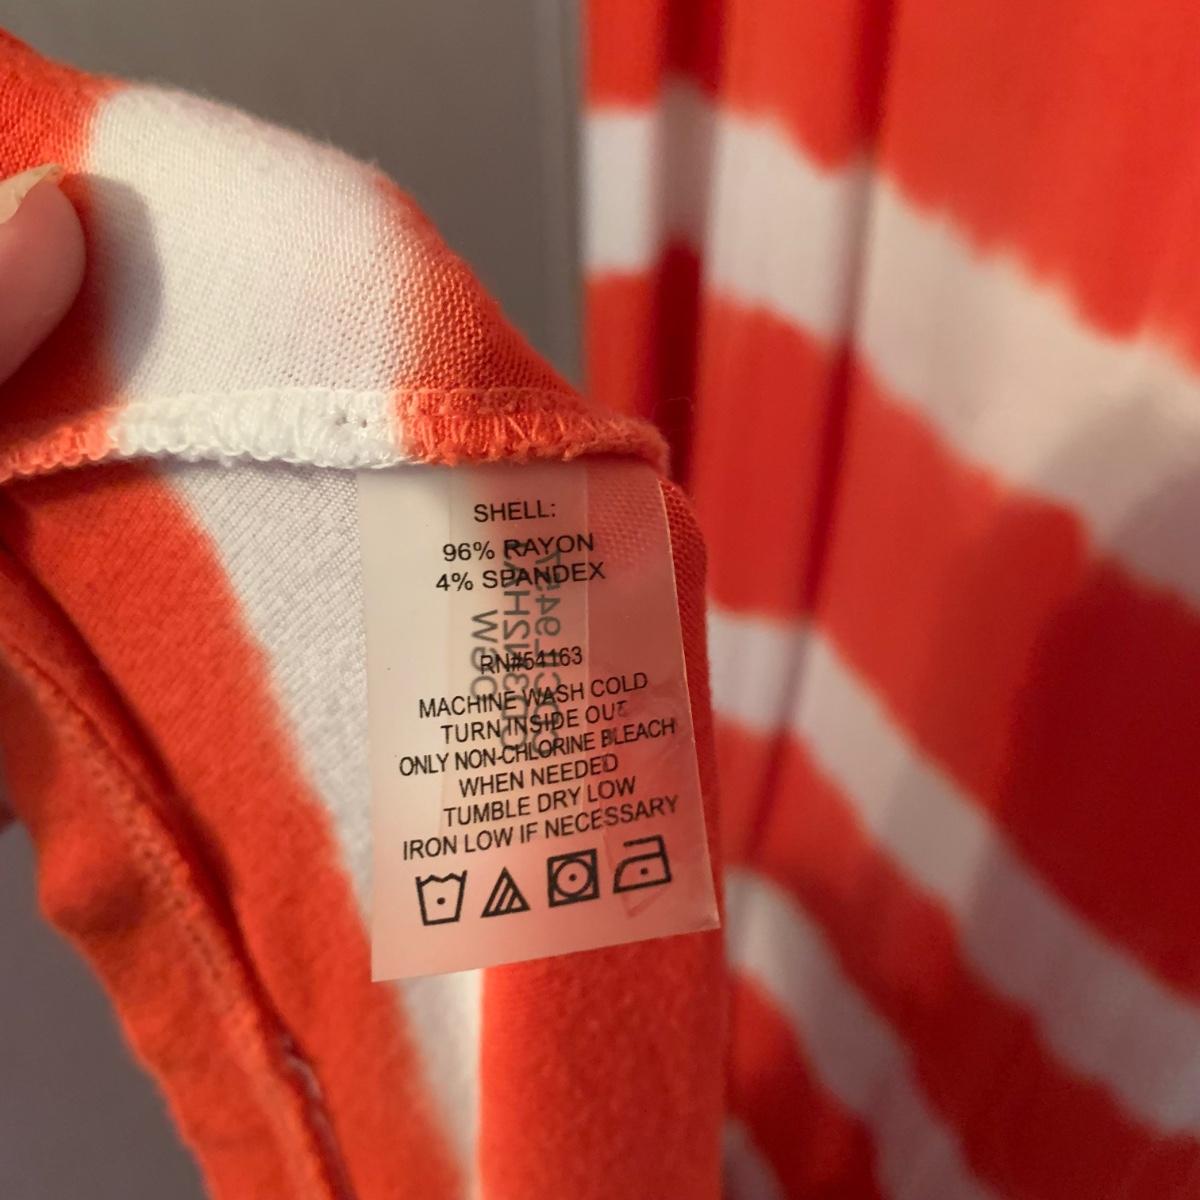 SHELL:
96% RAYON
4% SPANDEX
RN#54163
MACHINE WASH COLD
TURN INSIDE OUT
ONLY NON-CHLORINE BLEACH
WHEN NEEDED
TUMBLE DRY LOW
IRON LOW IF NECESSARY